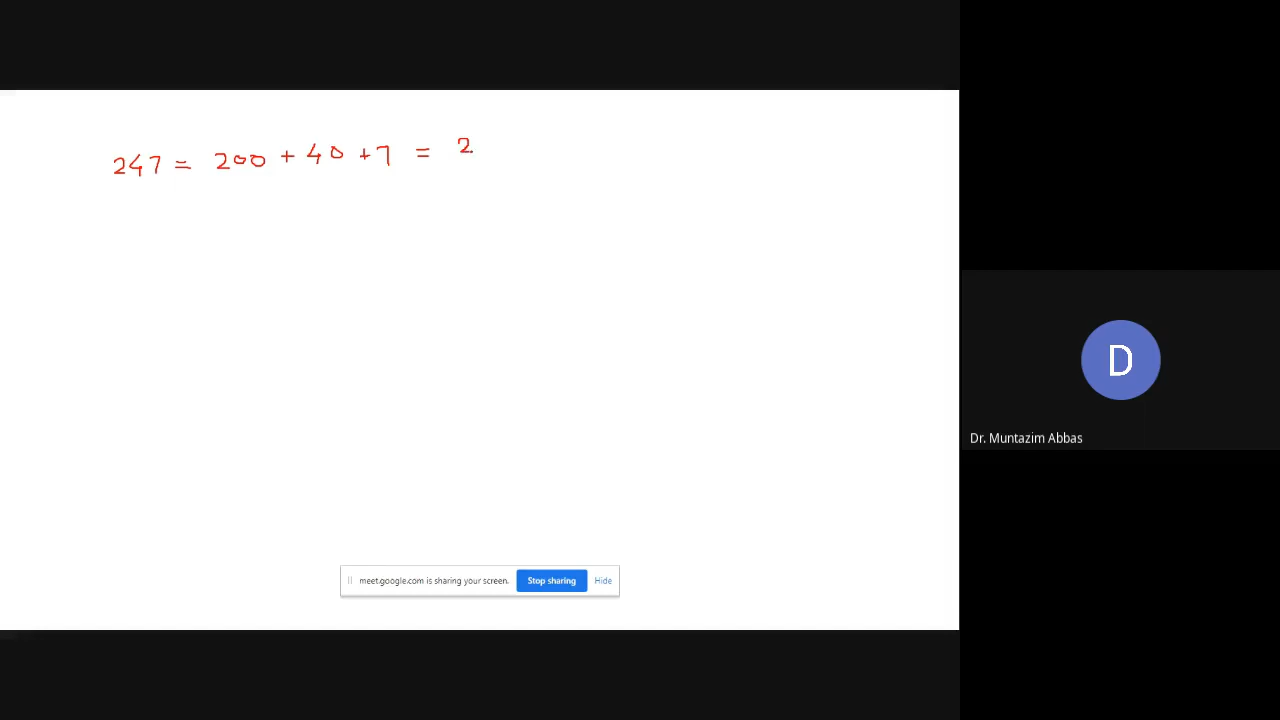 247 = 200 + 40 + 7 = 2
D
Dr. Muntazim Abbas
meet.google.com is sharing your screen. Stop sharing Hide